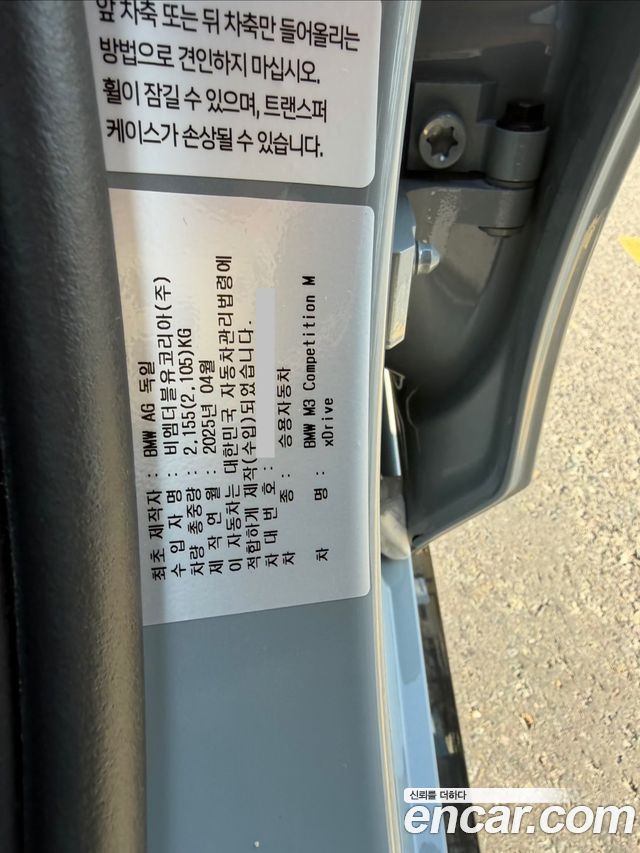 앞 차축 또는 뒤 차축만 들어올리는
방법으로 견인하지 마십시오.
휠이 잠길 수 있으며, 트랜스퍼
케이스가 손상될 수 있습니다.
최초 제작자 : BMW AG 독일
수 입 자 명 : 비엠더블유코리아(주)
차량 총중량 : 2,155(2,105)KG
제 작 연 월 : 2025년 04월
이 자동차는 대한민국 자동차관리법령에
적합하게 제작(수입)되었습니다.
차 대 번 호 :
차 종 : 승용자동차
차 명 : BMW M3 Competition M
xDrive
신뢰를 더하다
encar.com